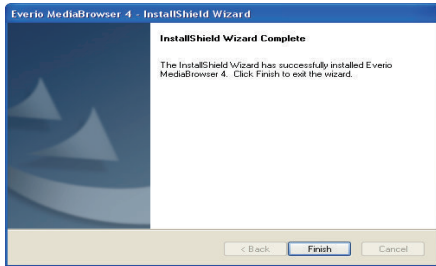 Everio MediaBrowser 4 - InstallShield Wizard
InstallShield Wizard Complete
The InstallShield Wizard has successfully installed Everio
MediaBrowser 4. Click Finish to exit the wizard.
< Back
Finish
Cancel